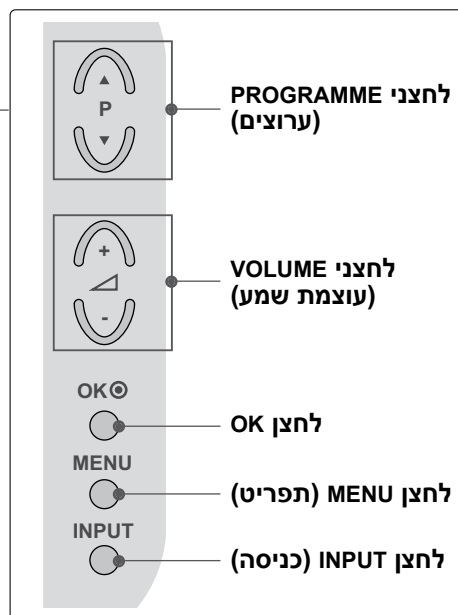 ▲
P
▼
לחצני PROGRAMME
(ערוצים)
+
-
לחצני VOLUME
(עוצמת שמע)
OK
לחצן OK
MENU
לחצן MENU (תפריט)
INPUT
לחצן INPUT (כניסה)